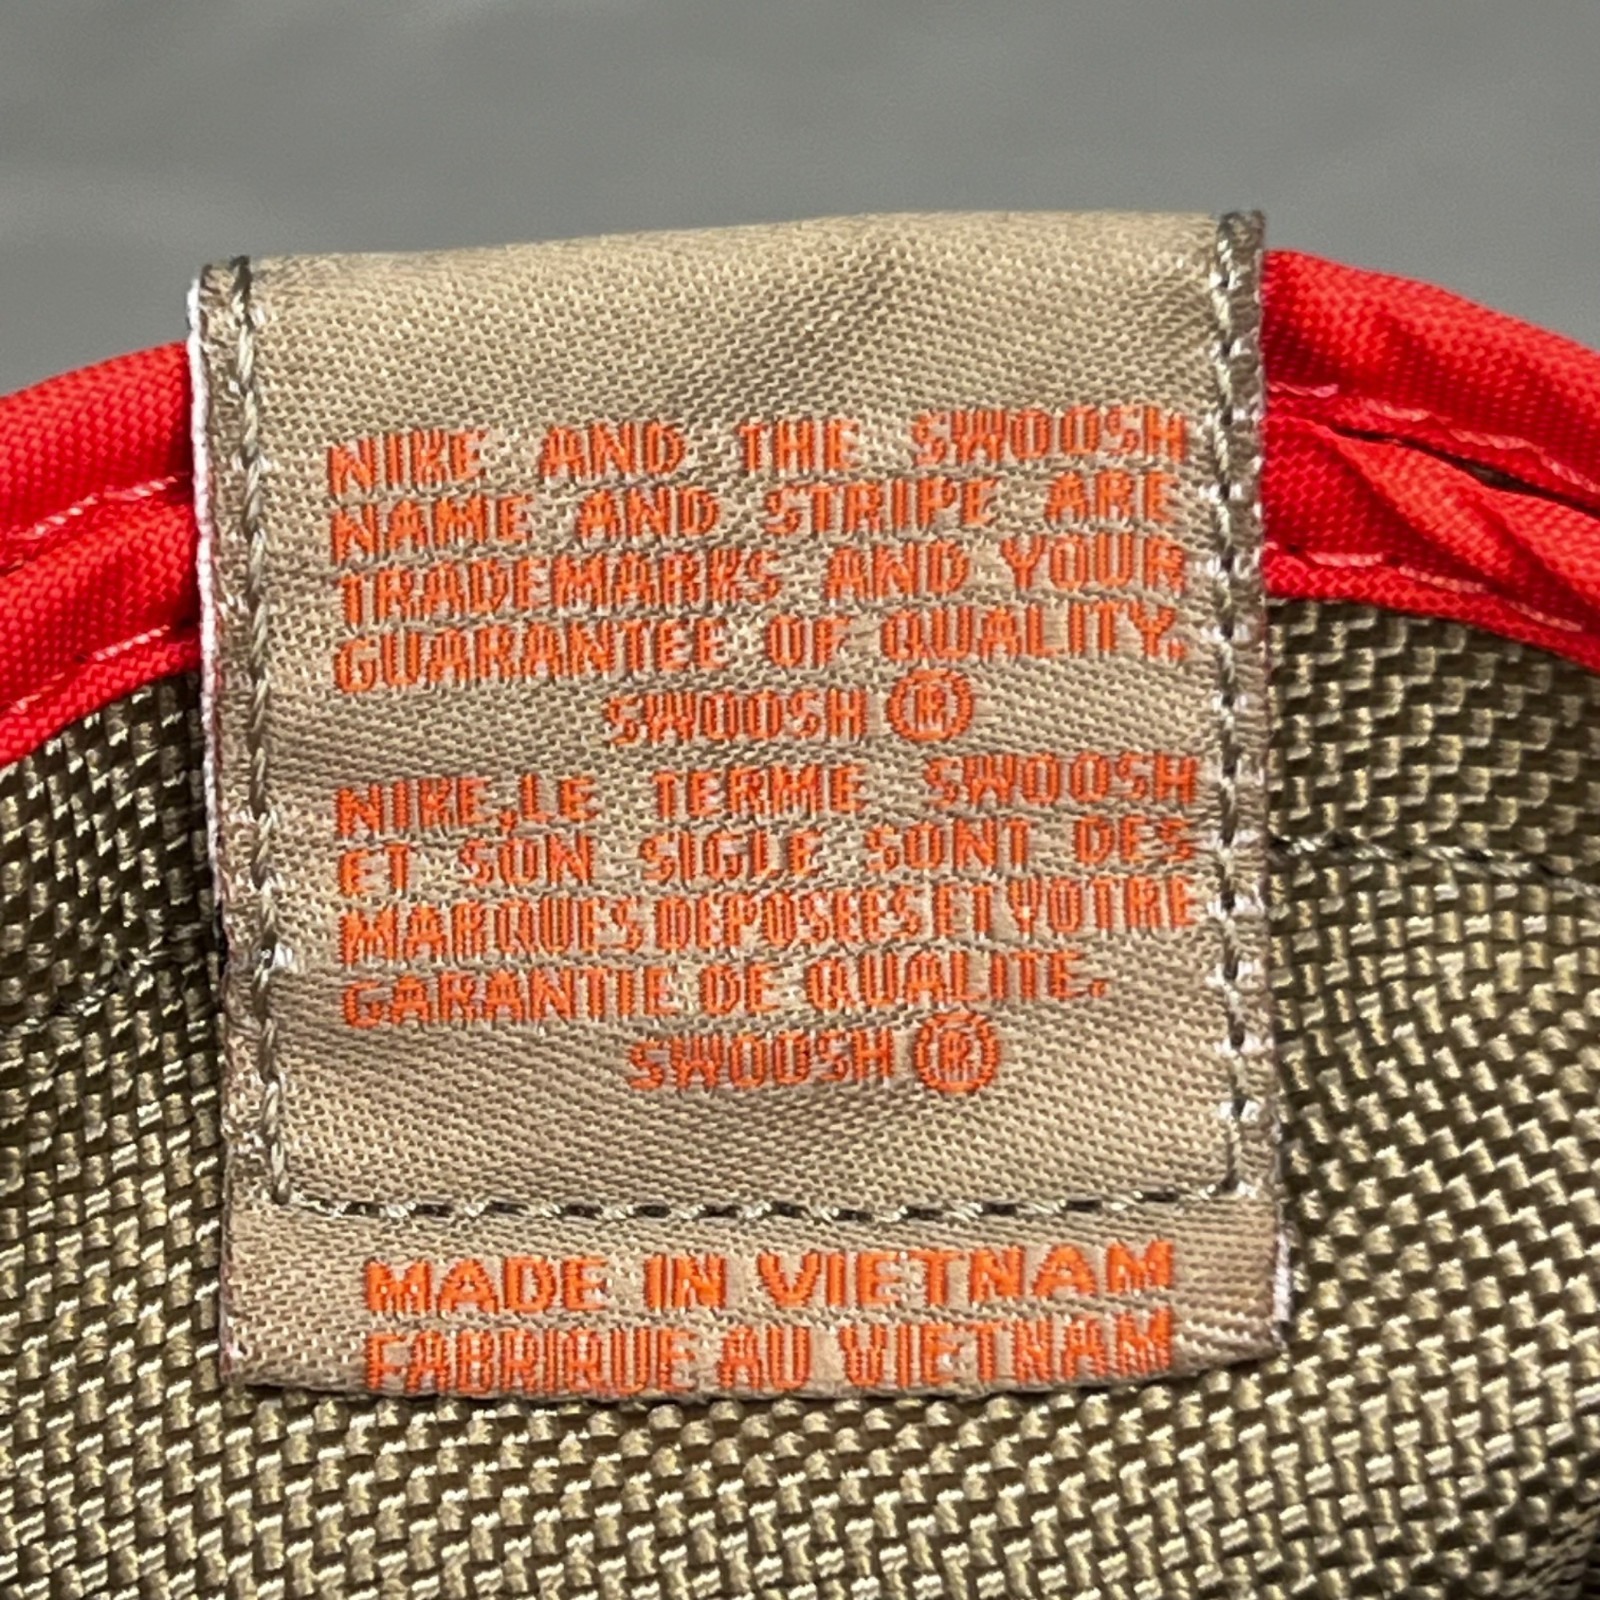 NIKE AND THE SWOOSH
NAME AND STRIPE ARE
TRADEMARKS AND YOUR
GUARANTEE OF QUALITY.
SWOOSH ®
NIKE,LE TERME SWOOSH
ET SON SIGLE SONT DES
MARQUES DEPOSEES ET VOTRE
GARANTIE DE QUALITE.
SWOOSH ®
MADE IN VIETNAM
FABRIQUE AU VIETNAM